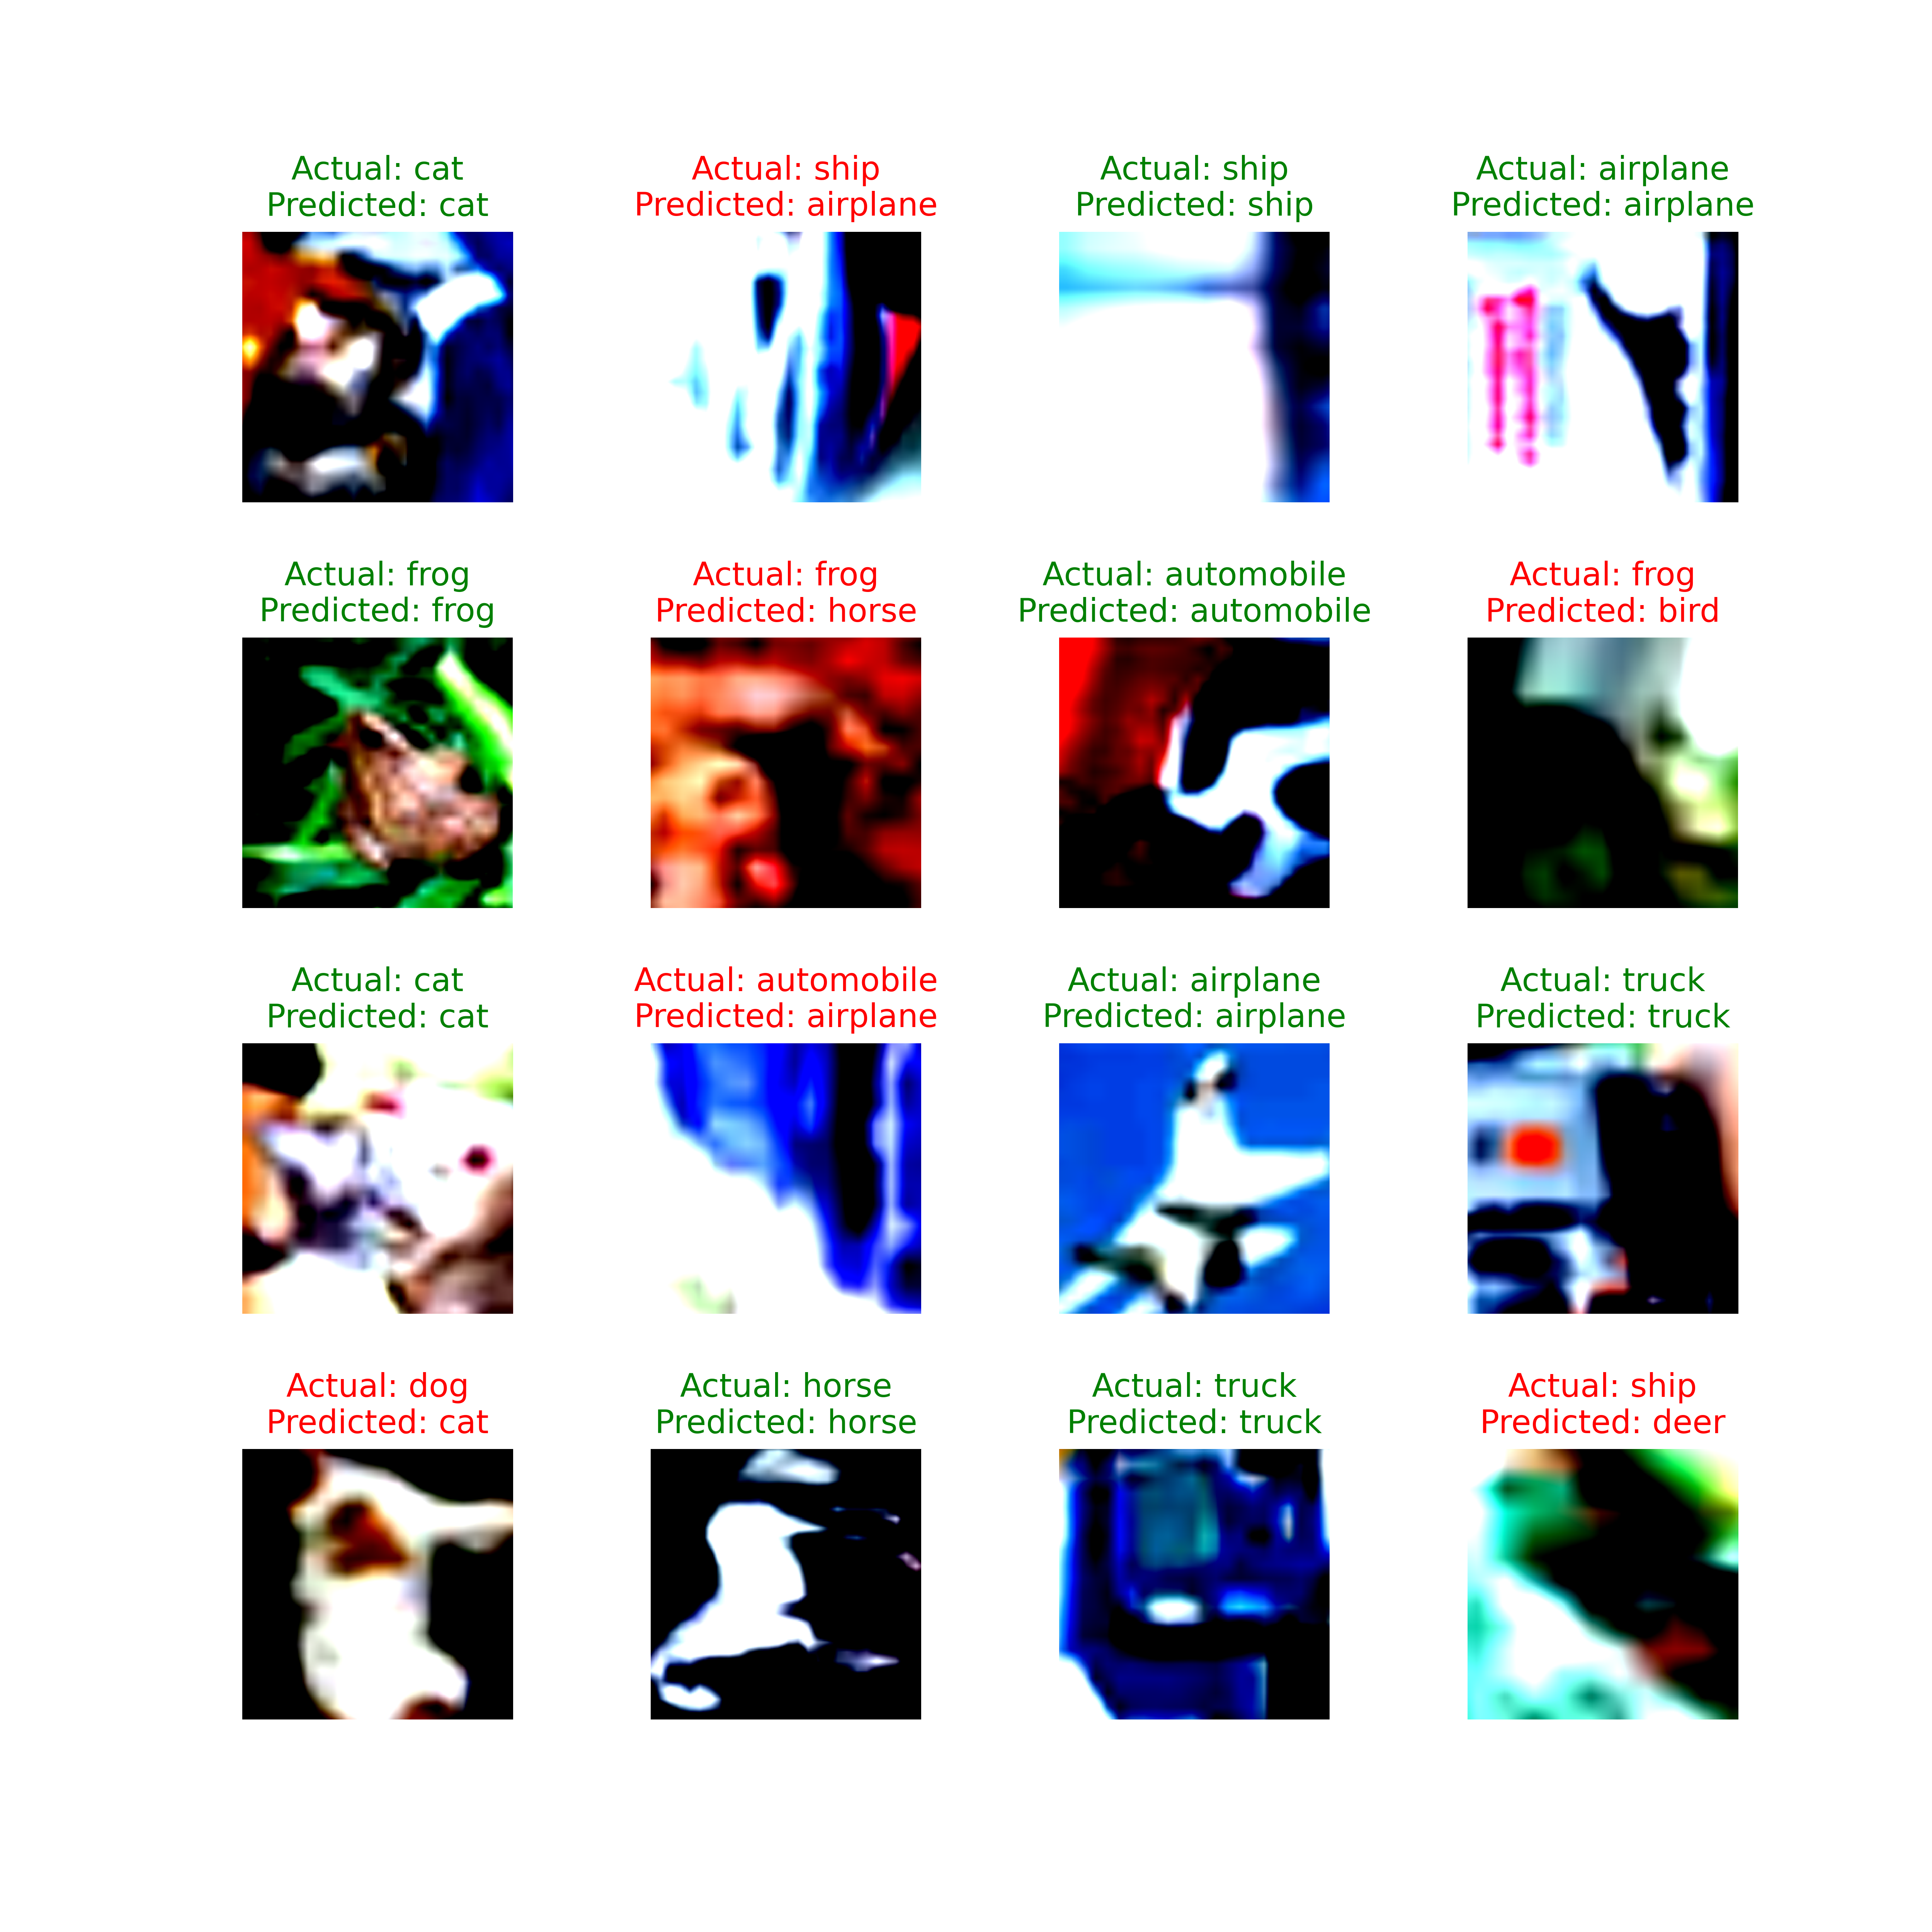 Actual: cat
Predicted: cat
Actual: ship
Predicted: airplane
Actual: ship
Predicted: ship
Actual: airplane
Predicted: airplane
Actual: frog
Predicted: frog
Actual: frog
Predicted: horse
Actual: automobile
Predicted: automobile
Actual: frog
Predicted: bird
Actual: cat
Predicted: cat
Actual: automobile
Predicted: airplane
Actual: airplane
Predicted: airplane
Actual: truck
Predicted: truck
Actual: dog
Predicted: cat
Actual: horse
Predicted: horse
Actual: truck
Predicted: truck
Actual: ship
Predicted: deer